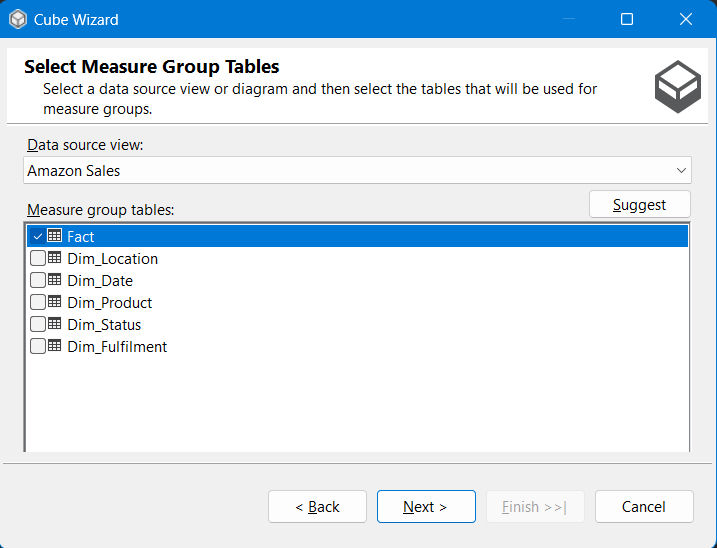 Cube Wizard
Select Measure Group Tables
Select a data source view or diagram and then select the tables that will be used for
measure groups.
Data source view:
Amazon Sales
Measure group tables:
Suggest
Fact
Dim_Location
Dim_Date
Dim_Product
Dim_Status
Dim_Fulfilment
< Back
Next >
Finish >>|
Cancel